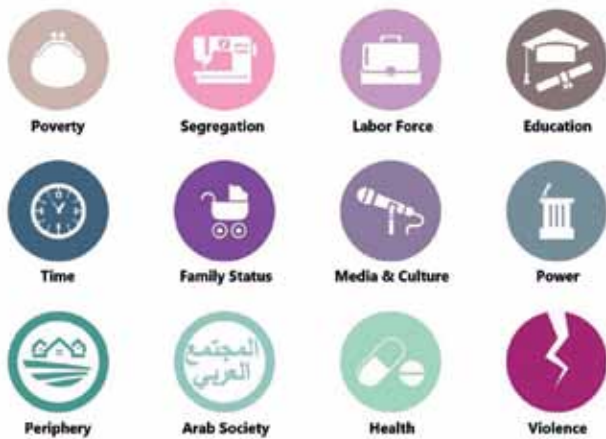 Poverty
Segregation
Labor Force
Education
Time
Family Status
Media & Culture
Power
المجتمع
العربي
Periphery
Arab Society
Health
Violence